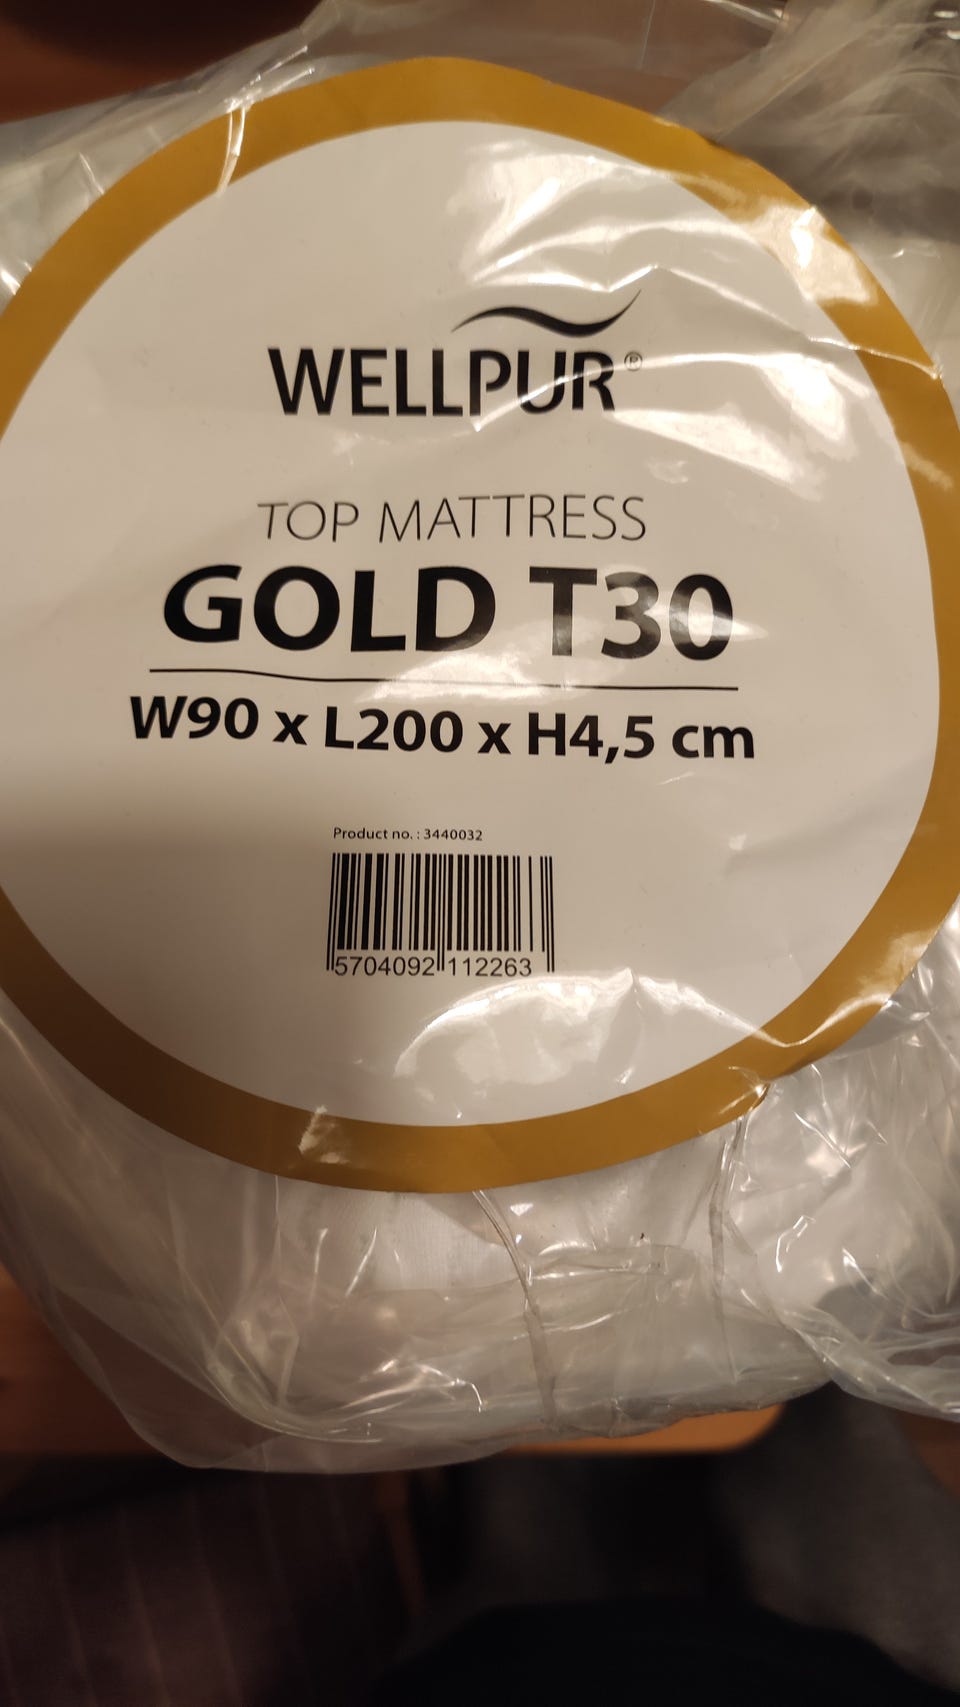 WELLPUR®
TOP MATTRESS
GOLD T30
W90 x L200 x H4,5 cm
Product no. : 3440032
5704092 112263